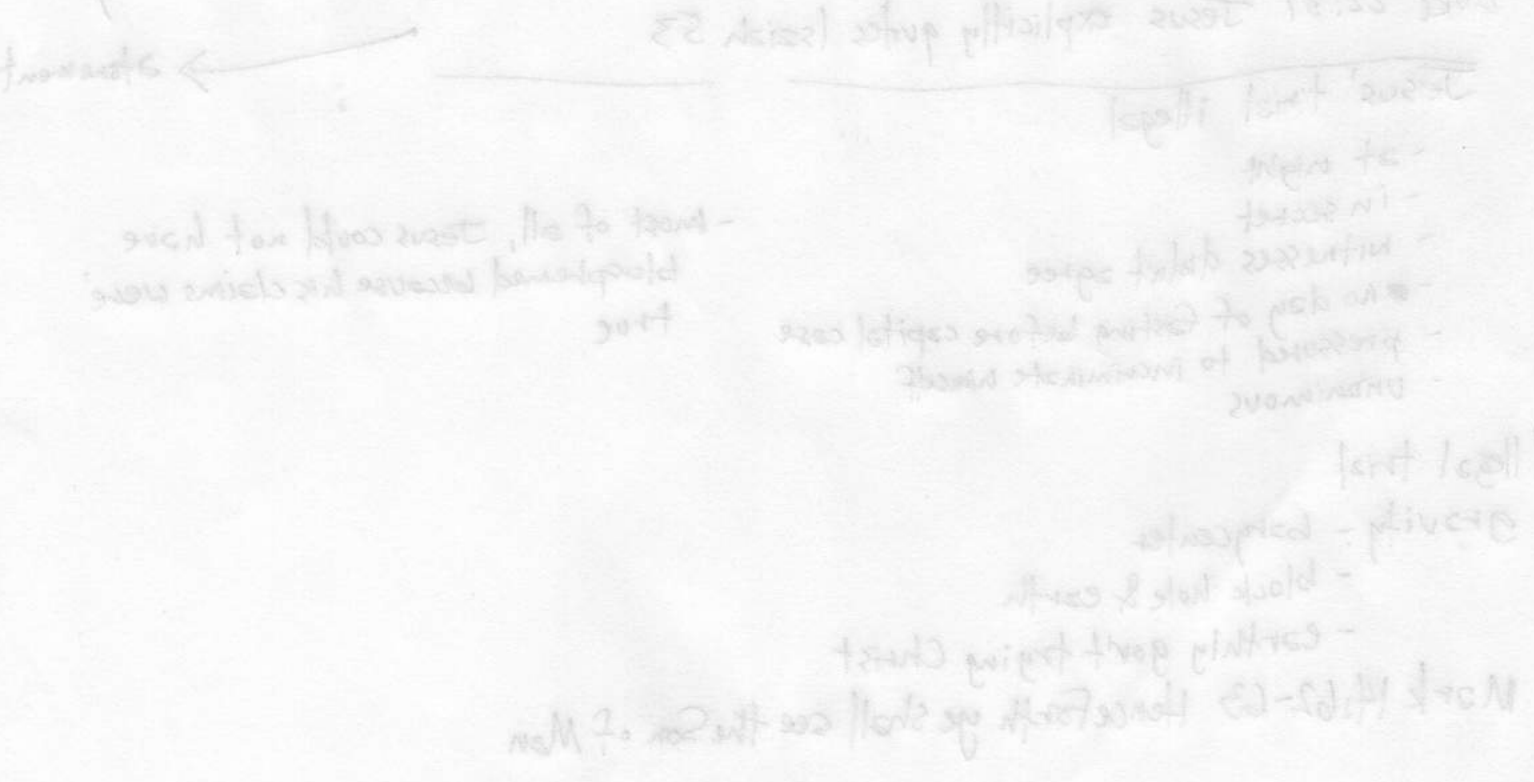 22:37 Jesus explicitly quotes Isaiah 53
→ atonement
Jesus' trial illegal
- at night
- in secret
- witnesses didn't agree
- no day of fasting before capital case
- pressured to incriminate himself
- unanimous
- most of all, Jesus could not have
blasphemed because his claims were
true
illegal trial
gravity - barycenter
- black hole & earth
- earthly gov't trying Christ
Mark 14:62-63 Henceforth ye shall see the Son of Man